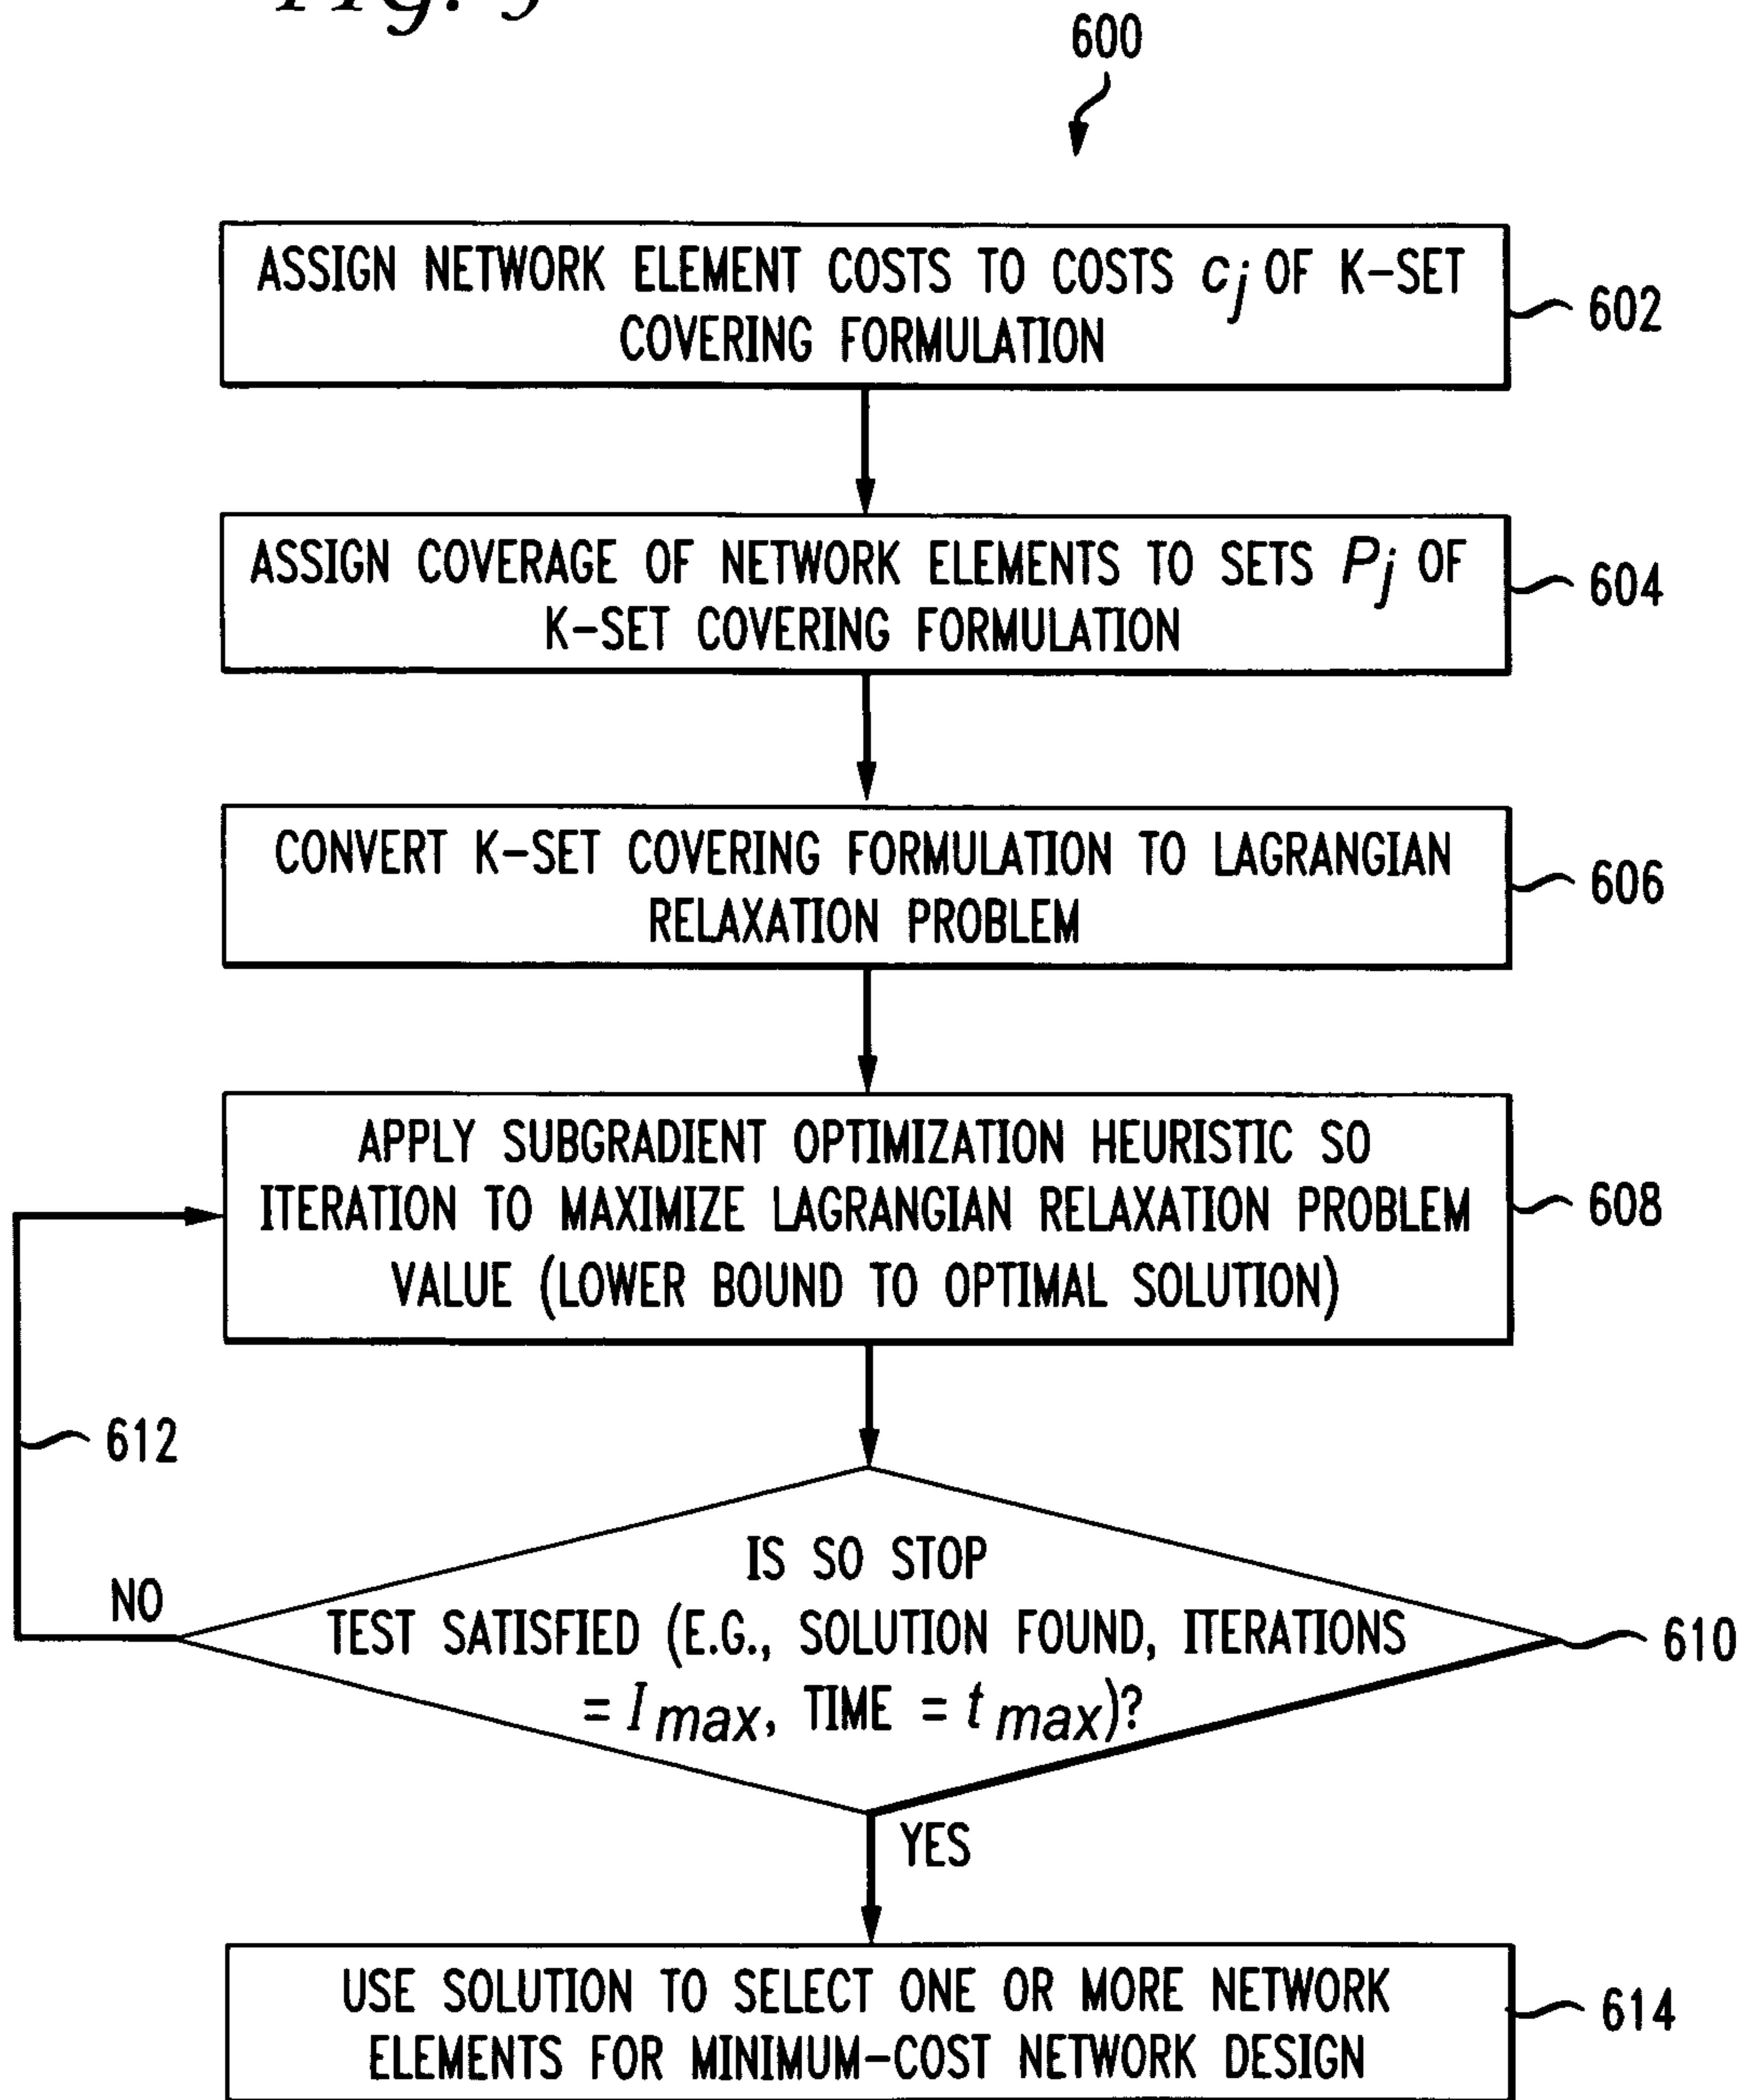 FIG. 5
600
ASSIGN NETWORK ELEMENT COSTS TO COSTS cj OF K-SET
COVERING FORMULATION
602
ASSIGN COVERAGE OF NETWORK ELEMENTS TO SETS Pj OF
K-SET COVERING FORMULATION
604
CONVERT K-SET COVERING FORMULATION TO LAGRANGIAN
RELAXATION PROBLEM
606
APPLY SUBGRADIENT OPTIMIZATION HEURISTIC SO
ITERATION TO MAXIMIZE LAGRANGIAN RELAXATION PROBLEM
VALUE (LOWER BOUND TO OPTIMAL SOLUTION)
608
612
NO
IS SO STOP
TEST SATISFIED (E.G., SOLUTION FOUND, ITERATIONS
= I max, TIME = t max)?
610
YES
USE SOLUTION TO SELECT ONE OR MORE NETWORK
ELEMENTS FOR MINIMUM-COST NETWORK DESIGN
614